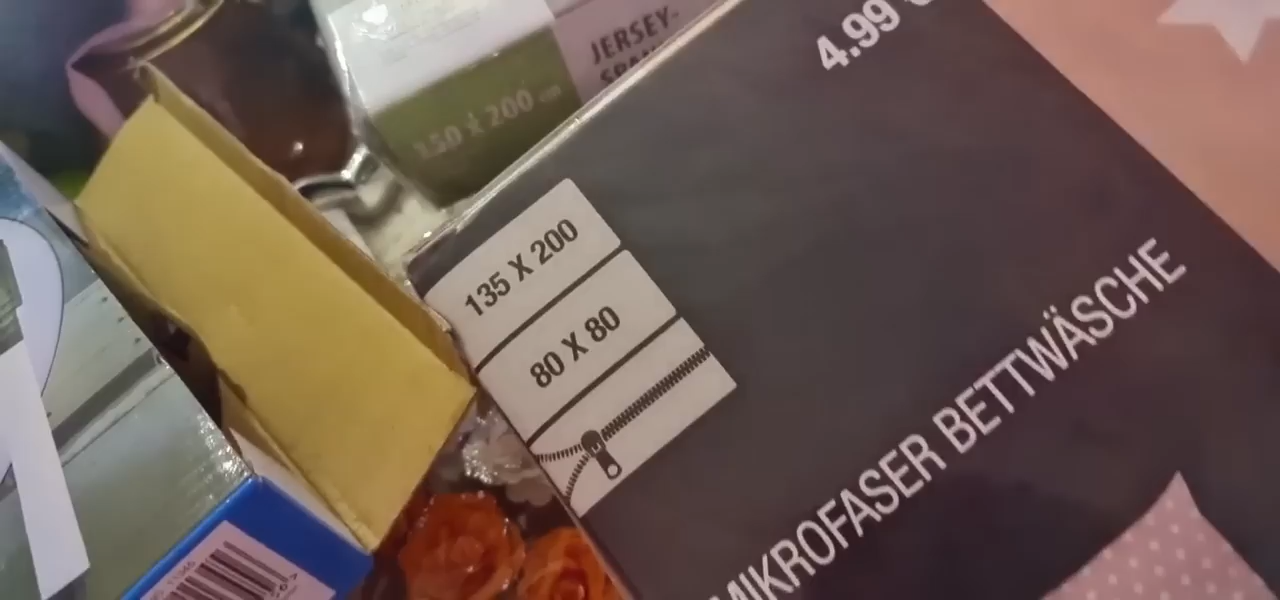 JERSEY-
150 x 200 cm
4.99 €
135 X 200
80 X 80
MIKROFASER BETTWÄSCHE